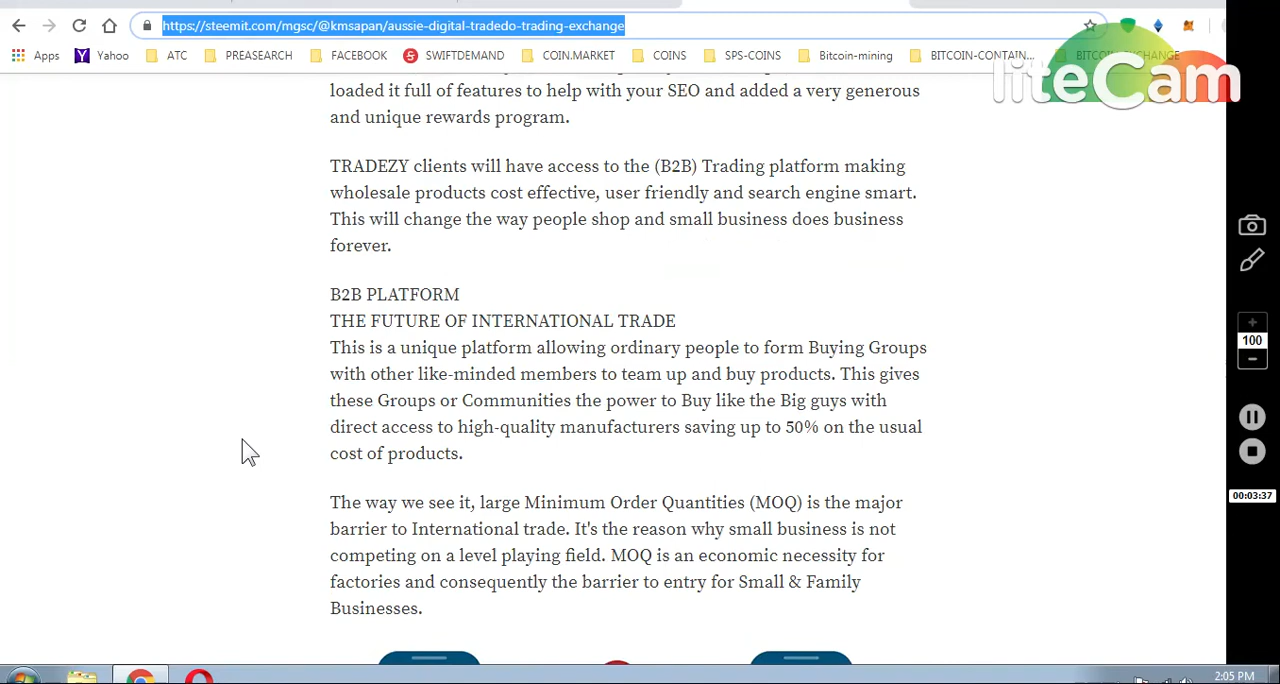 https://steemit.com/mgsc/@kmsapan/aussie-digital-tradedo-trading-exchange
Apps Yahoo ATC PREASEARCH FACEBOOK SWIFTDEMAND COIN.MARKET COINS SPS-COINS Bitcoin-mining BITCOIN-CONTAIN... BITCOIN-EXCHANGE
liteCam
loaded it full of features to help with your SEO and added a very generous
and unique rewards program.
TRADEZY clients will have access to the (B2B) Trading platform making
wholesale products cost effective, user friendly and search engine smart.
This will change the way people shop and small business does business
forever.
B2B PLATFORM
THE FUTURE OF INTERNATIONAL TRADE
This is a unique platform allowing ordinary people to form Buying Groups
with other like-minded members to team up and buy products. This gives
these Groups or Communities the power to Buy like the Big guys with
direct access to high-quality manufacturers saving up to 50% on the usual
cost of products.
The way we see it, large Minimum Order Quantities (MOQ) is the major
barrier to International trade. It's the reason why small business is not
competing on a level playing field. MOQ is an economic necessity for
factories and consequently the barrier to entry for Small & Family
Businesses.
100
00:03:37
2:05 PM